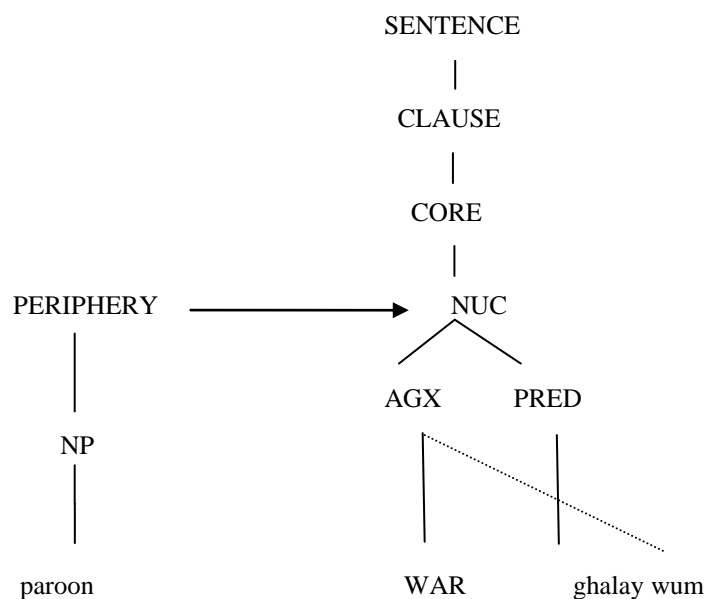 SENTENCE
CLAUSE
CORE
PERIPHERY NUC
AGX PRED
NP
paroon WAR ghalay wum